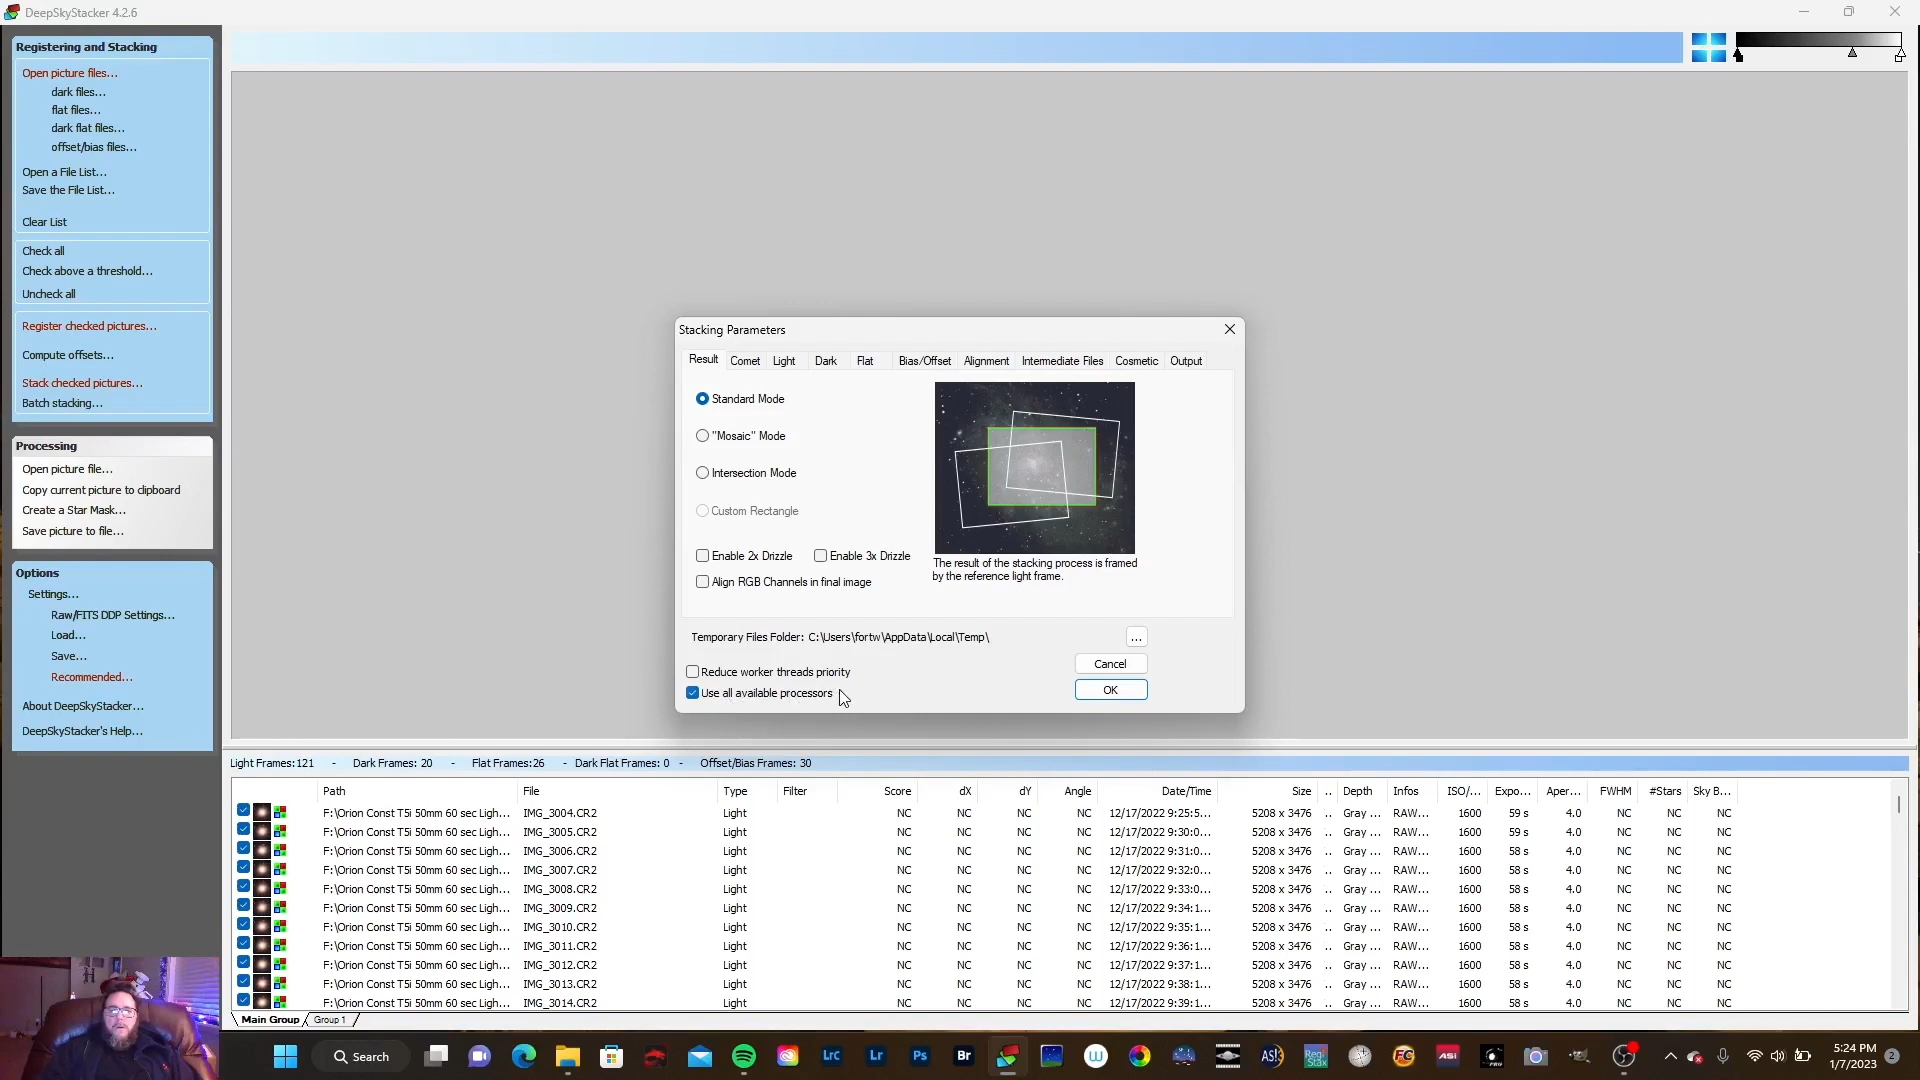 DeepSkyStacker 4.2.6
Registering and Stacking
Open picture files...
dark files...
flat files...
dark flat files...
offset/bias files...
Open a File List...
Save the File List...
Clear List
Check all
Check above a threshold...
Uncheck all
Register checked pictures...
Compute offsets...
Stack checked pictures...
Batch stacking...
Processing
Open picture file...
Copy current picture to clipboard
Create a Star Mask...
Save picture to file...
Options
Settings...
Raw/FITS DDP Settings...
Load...
Save...
Recommended...
About DeepSkyStacker...
DeepSkyStacker's Help...
Stacking Parameters
Result Comet Light Dark Flat Bias/Offset Alignment Intermediate Files Cosmetic Output
Standard Mode
"Mosaic" Mode
Intersection Mode
Custom Rectangle
Enable 2x Drizzle Enable 3x Drizzle
Align RGB Channels in final image
The result of the stacking process is framed
by the reference light frame.
Temporary Files Folder: C:\Users\fortw\AppData\Local\Temp\ ...
Reduce worker threads priority
Use all available processors
Cancel
OK
Light Frames:121 - Dark Frames: 20 - Flat Frames:26 - Dark Flat Frames: 0 - Offset/Bias Frames: 30
Path File Type Filter Score dX dY Angle Date/Time Size .. Depth Infos ISO/... Expo... Aper... FWHM #Stars Sky B...
F:\Orion Const T5i 50mm 60 sec Ligh... IMG_3004.CR2 Light NC NC NC NC 12/17/2022 9:25:5... 5208 x 3476 .. Gray ... RAW... 1600 59 s 4.0 NC NC NC
F:\Orion Const T5i 50mm 60 sec Ligh... IMG_3005.CR2 Light NC NC NC NC 12/17/2022 9:30:0... 5208 x 3476 .. Gray ... RAW... 1600 59 s 4.0 NC NC NC
F:\Orion Const T5i 50mm 60 sec Ligh... IMG_3006.CR2 Light NC NC NC NC 12/17/2022 9:31:0... 5208 x 3476 .. Gray ... RAW... 1600 58 s 4.0 NC NC NC
F:\Orion Const T5i 50mm 60 sec Ligh... IMG_3007.CR2 Light NC NC NC NC 12/17/2022 9:32:0... 5208 x 3476 .. Gray ... RAW... 1600 58 s 4.0 NC NC NC
F:\Orion Const T5i 50mm 60 sec Ligh... IMG_3008.CR2 Light NC NC NC NC 12/17/2022 9:33:0... 5208 x 3476 .. Gray ... RAW... 1600 58 s 4.0 NC NC NC
F:\Orion Const T5i 50mm 60 sec Ligh... IMG_3009.CR2 Light NC NC NC NC 12/17/2022 9:34:1... 5208 x 3476 .. Gray ... RAW... 1600 58 s 4.0 NC NC NC
F:\Orion Const T5i 50mm 60 sec Ligh... IMG_3010.CR2 Light NC NC NC NC 12/17/2022 9:35:1... 5208 x 3476 .. Gray ... RAW... 1600 58 s 4.0 NC NC NC
F:\Orion Const T5i 50mm 60 sec Ligh... IMG_3011.CR2 Light NC NC NC NC 12/17/2022 9:36:1... 5208 x 3476 .. Gray ... RAW... 1600 58 s 4.0 NC NC NC
F:\Orion Const T5i 50mm 60 sec Ligh... IMG_3012.CR2 Light NC NC NC NC 12/17/2022 9:37:1... 5208 x 3476 .. Gray ... RAW... 1600 58 s 4.0 NC NC NC
F:\Orion Const T5i 50mm 60 sec Ligh... IMG_3013.CR2 Light NC NC NC NC 12/17/2022 9:38:1... 5208 x 3476 .. Gray ... RAW... 1600 58 s 4.0 NC NC NC
F:\Orion Const T5i 50mm 60 sec Ligh... IMG_3014.CR2 Light NC NC NC NC 12/17/2022 9:39:1... 5208 x 3476 .. Gray ... RAW... 1600 58 s 4.0 NC NC NC
Main Group Group 1
Search LrC Lr Ps Br AS! Reg Stax FC ASI 5:24 PM
1/7/2023 2